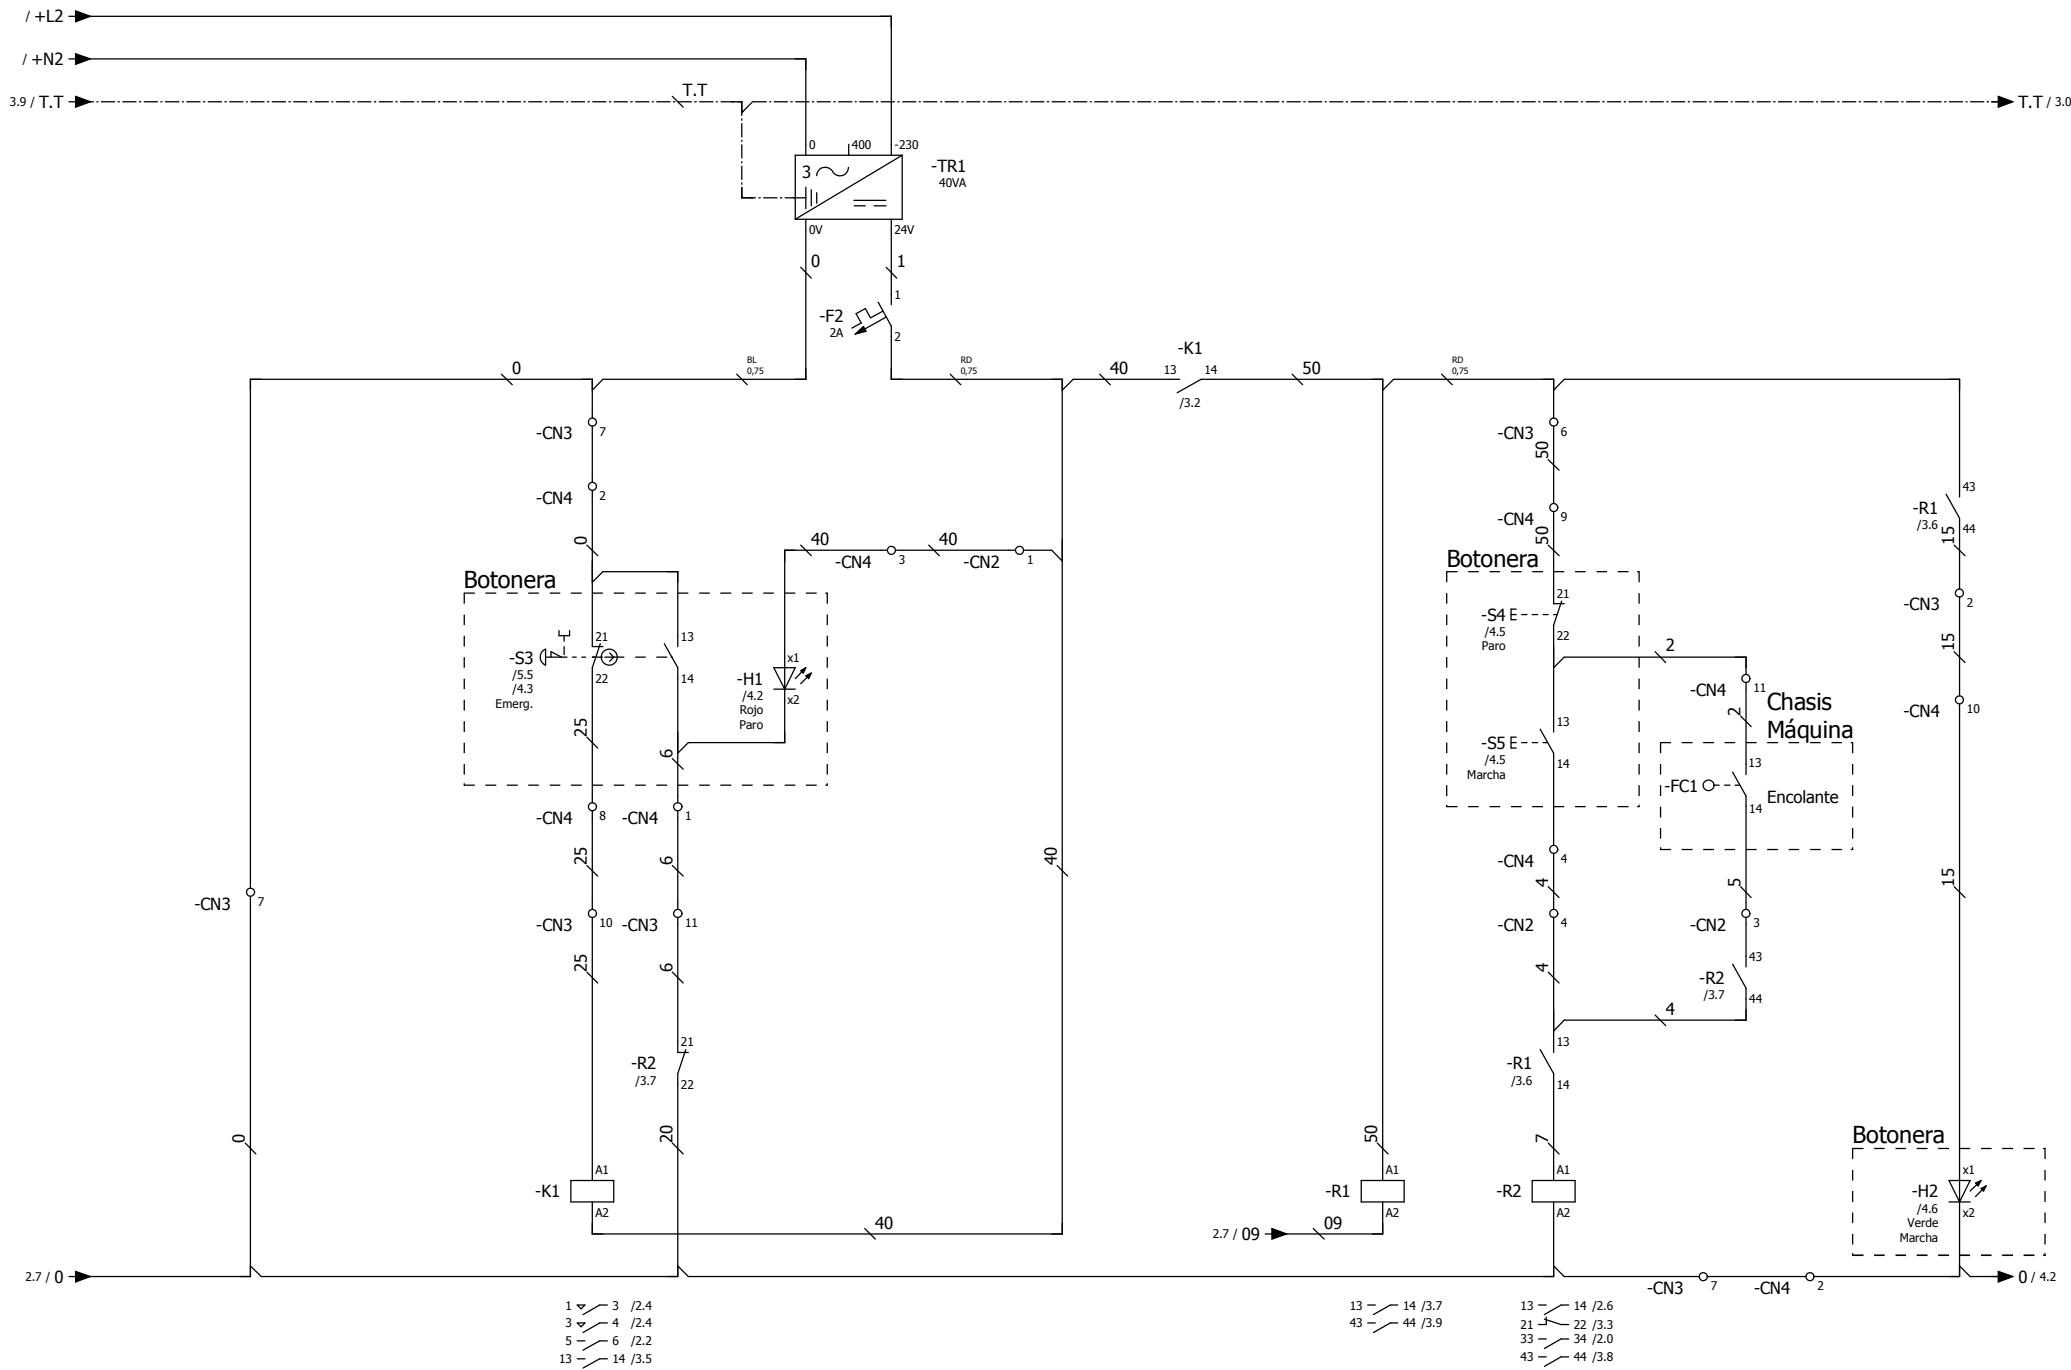 / +L2
/ +N2
3.9 / T.T
T.T
T.T / 3.0
0
400
-230
3
-TR1
40VA
0V
24V
0
1
1
-F2
2A
2
0
BL
0,75
RD
0,75
40
-K1
13
14
/3.2
50
RD
0,75
-CN3
7
-CN4
2
0
40
-CN4
3
40
-CN2
1
Botonera
-S3
/5.5
/4.3
Emerg.
21
22
13
14
-H1
/4.2
Rojo
Paro
x1
x2
25
6
-CN4
8
-CN4
1
25
6
-CN3
7
-CN3
10
-CN3
11
25
6
40
-R2
/3.7
21
22
0
20
-K1
A1
A2
40
50
-R1
A1
A2
2.7 / 09
09
2.7 / 0
-CN3
6
50
-CN4
9
50
Botonera
-S4
/4.5
Paro
E
21
22
2
-S5
/4.5
Marcha
E
13
14
-CN4
11
2
Chasis
Máquina
-FC1
13
14
Encolante
-CN4
4
4
5
-CN2
4
-CN2
3
4
-R2
/3.7
43
44
4
-R1
/3.6
13
14
7
-R2
A1
A2
-R1
/3.6
43
44
15
-CN3
2
15
-CN4
10
15
Botonera
-H2
/4.6
Verde
Marcha
x1
x2
-CN3
7
-CN4
2
0 / 4.2
1 3 /2.4
3 4 /2.4
5 6 /2.2
13 14 /3.5
13 14 /3.7
43 44 /3.9
13 14 /2.6
21 22 /3.3
33 34 /2.0
43 44 /3.8